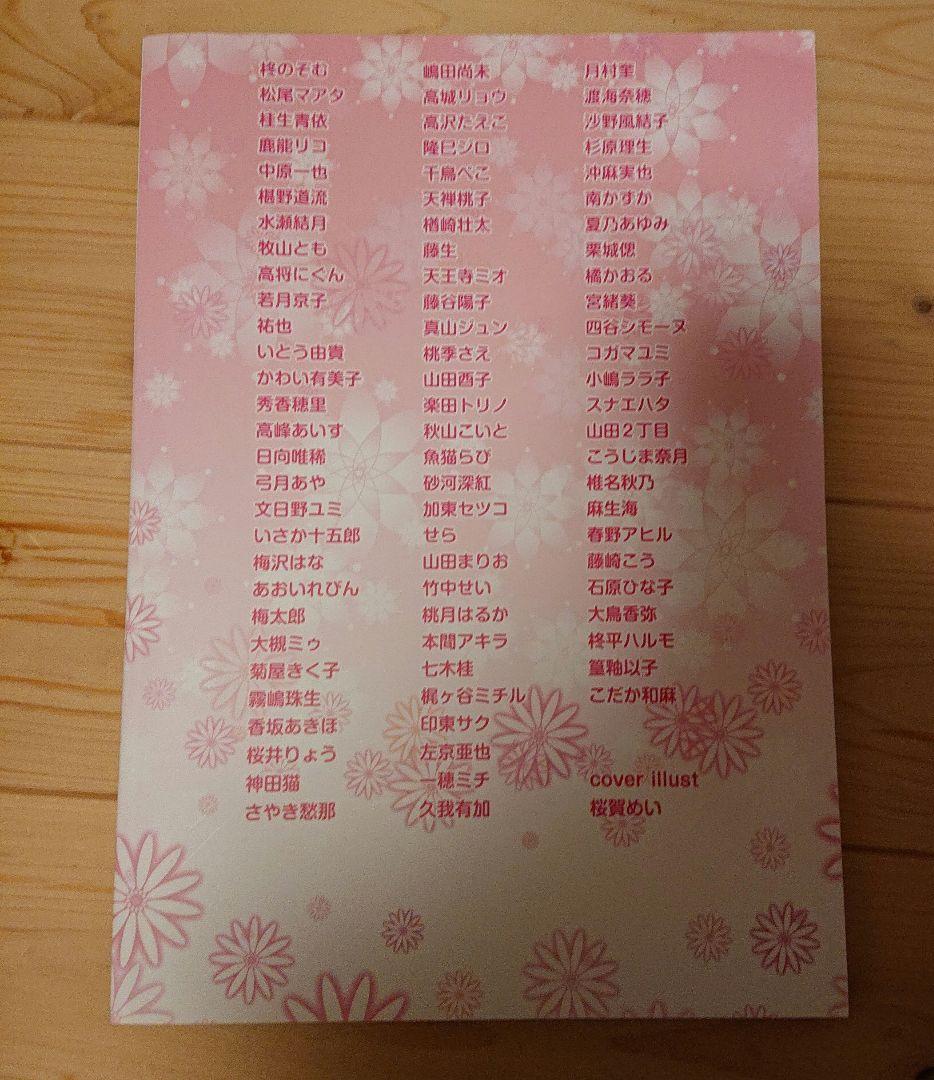 柊のぞむ
松尾マアタ
桂生青依
鹿能リコ
中原一也
椹野道流
水瀬結月
牧山とも
高将にぐん
若月京子
祐也
いとう由貴
かわい有美子
秀香穂里
高峰あいす
日向唯稀
弓月あや
文日野ユミ
いさか十五郎
梅沢はな
あおいれびん
梅太郎
大槻ミゥ
菊屋きく子
霧嶋珠生
香坂あきほ
桜井りょう
神田猫
さやき愁那
嶋田尚未
高城リョウ
高沢たえこ
隆巳ジロ
千鳥ぺこ
天禅桃子
楢崎壮太
藤生
天王寺ミオ
藤谷陽子
真山ジュン
桃季さえ
山田酉子
楽田トリノ
秋山こいと
魚猫らび
砂河深紅
加東セツコ
せら
山田まりお
竹中せい
桃月はるか
本間アキラ
七木桂
梶ヶ谷ミチル
印東サク
左京亜也
一穂ミチ
久我有加
月村奎
渡海奈穂
沙野風結子
杉原理生
沖麻実也
南かずか
夏乃あゆみ
栗城偲
橘かおる
宮緒葵
四谷シモーヌ
コガマユミ
小嶋ララ子
スナエハタ
山田2丁目
こうじま奈月
椎名秋乃
麻生海
春野アヒル
藤崎こう
石原ひな子
大鳥香弥
柊平ハルモ
篁釉以子
こだか和麻
cover illust
桜賀めい